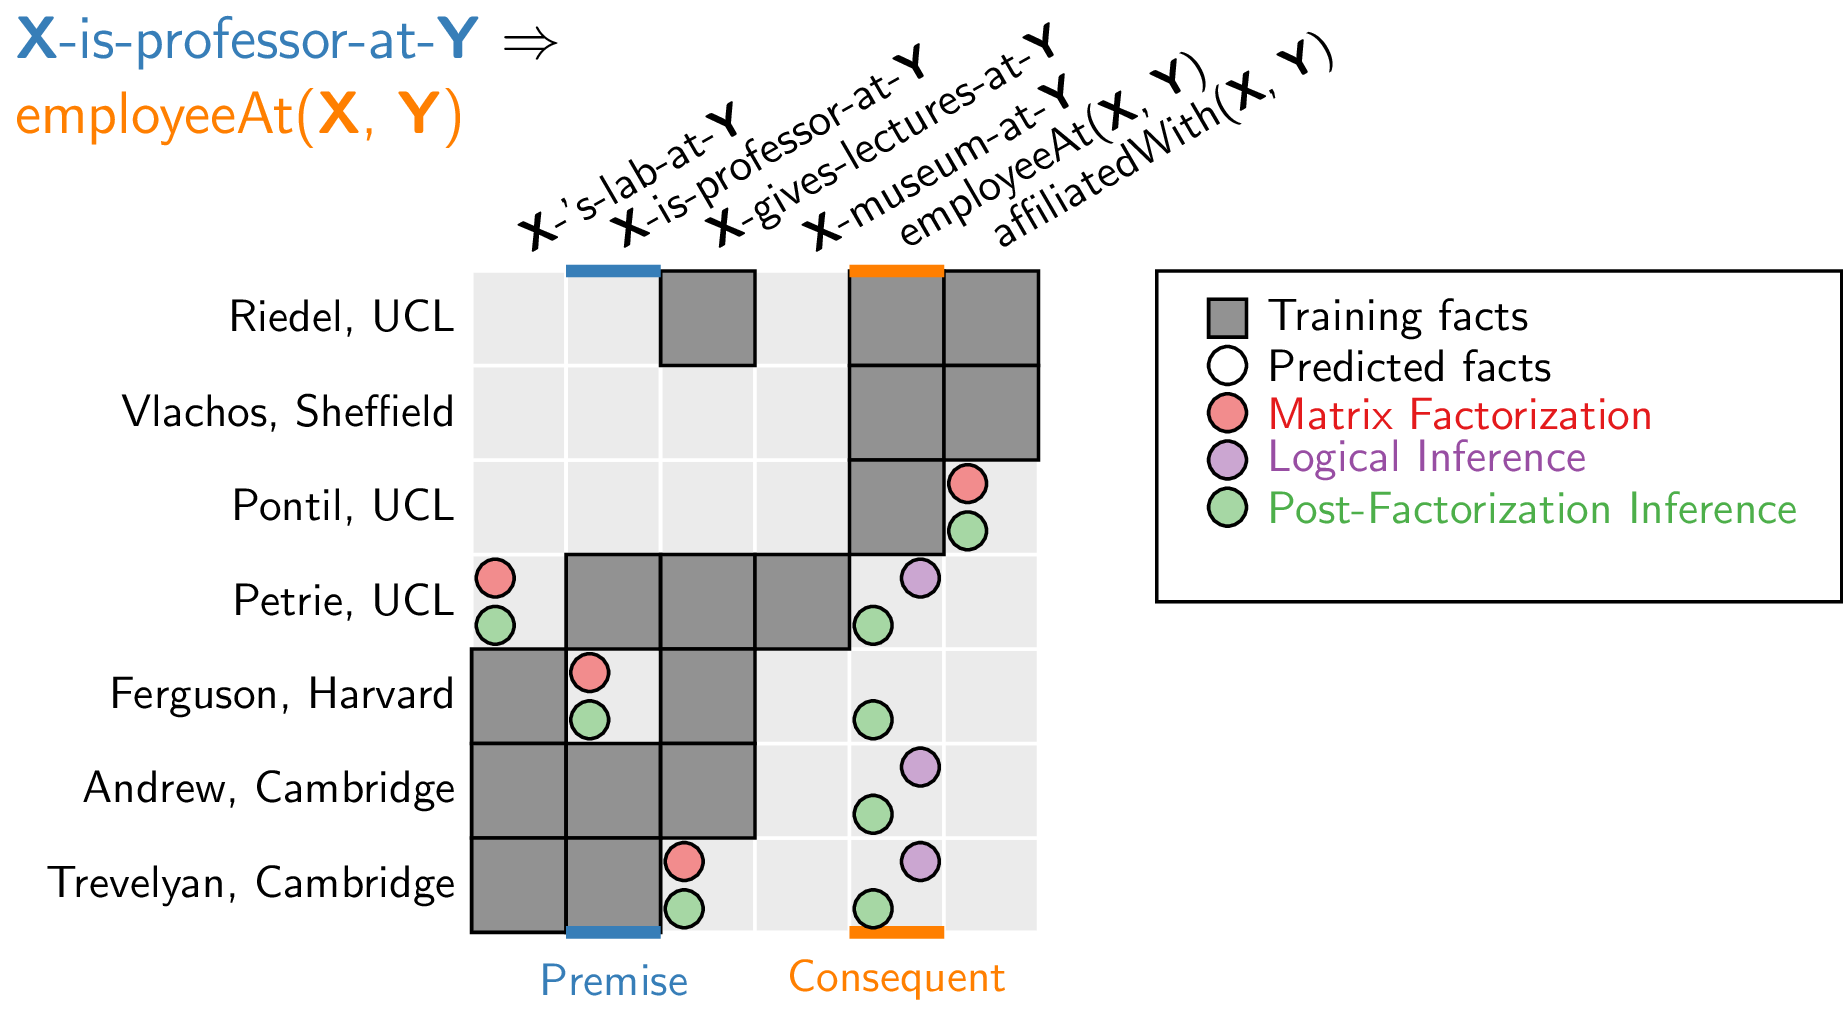 X-is-professor-at-Y ⇒
employeeAt(X, Y)
X-'s-lab-at-Y
X-is-professor-at-Y
X-gives-lectures-at-Y
X-museum-at-Y
employeeAt(X, Y)
affiliatedWith(X, Y)
Riedel, UCL
Vlachos, Sheffield
Pontil, UCL
Petrie, UCL
Ferguson, Harvard
Andrew, Cambridge
Trevelyan, Cambridge
Premise
Consequent
Training facts
Predicted facts
Matrix Factorization
Logical Inference
Post-Factorization Inference